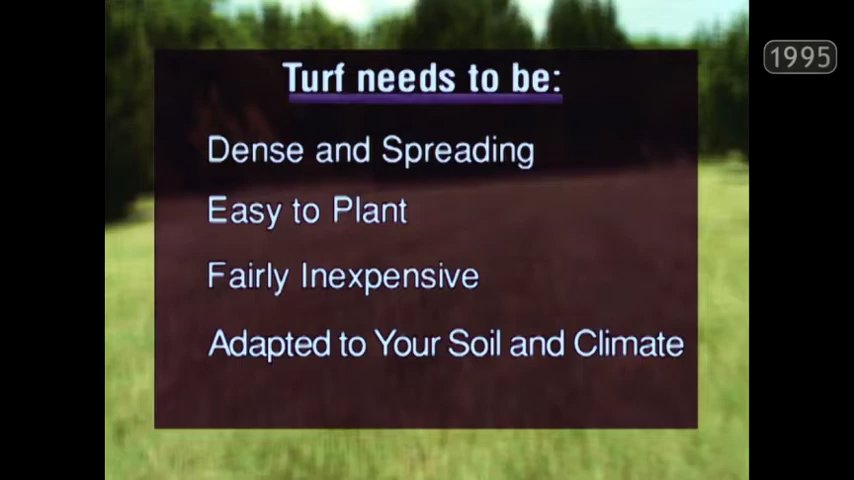 1995
Turf needs to be:
Dense and Spreading
Easy to Plant
Fairly Inexpensive
Adapted to Your Soil and Climate